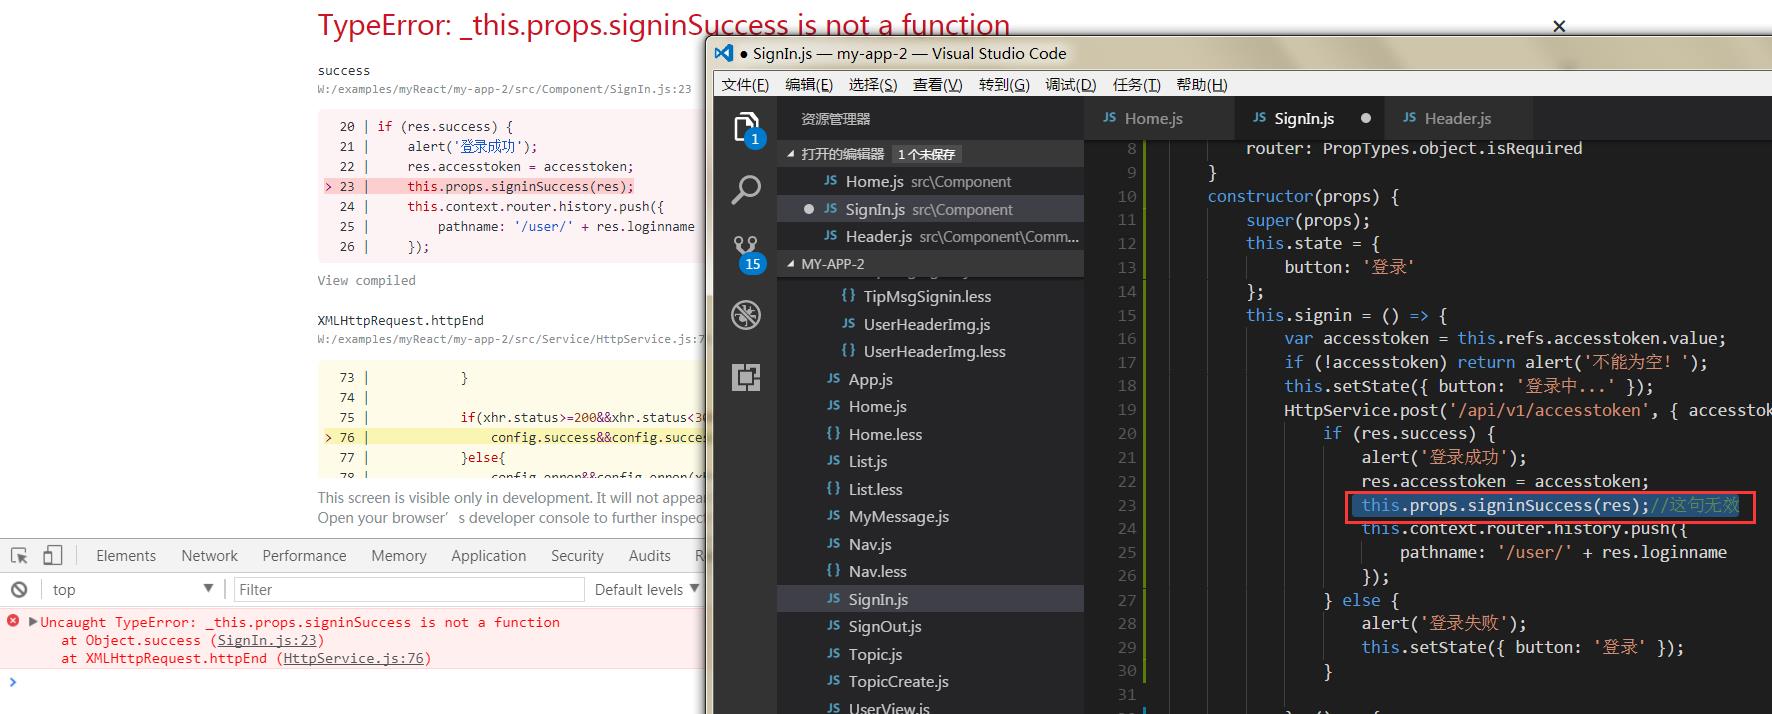 TypeError: _this.props.signinSuccess is not a function
success
W:/examples/myReact/my-app-2/src/Component/SignIn.js:23
20 | if (res.success) {
21 | alert('登录成功');
22 | res.accesstoken = accesstoken;
> 23 | this.props.signinSuccess(res);
24 | this.context.router.history.push({
25 | pathname: '/user/' + res.loginname
26 | });
View compiled
XMLHttpRequest.httpEnd
W:/examples/myReact/my-app-2/src/Service/HttpService.js:7
73 | }
74 |
75 | if(xhr.status>=200&&xhr.status<3
> 76 | config.success&&config.succes
77 | }else{
78 | config.error&&config.error(x
This screen is visible only in development. It will not appear
Open your browser's developer console to further inspect
Elements Network Performance Memory Application Security Audits R
top Filter Default levels
Uncaught TypeError: _this.props.signinSuccess is not a function
at Object.success (SignIn.js:23)
at XMLHttpRequest.httpEnd (HttpService.js:76)
● SignIn.js — my-app-2 — Visual Studio Code
文件(F) 编辑(E) 选择(S) 查看(V) 转到(G) 调试(D) 任务(T) 帮助(H)
1
15
资源管理器
打开的编辑器 1 个未保存
JS Home.js src\Component
JS SignIn.js src\Component
JS Header.js src\Component\Comm...
MY-APP-2
{} TipMsgSignin.less
JS UserHeaderImg.js
{} UserHeaderImg.less
JS App.js
JS Home.js
{} Home.less
JS List.js
{} List.less
JS MyMessage.js
JS Nav.js
{} Nav.less
JS SignIn.js
JS SignOut.js
JS Topic.js
JS TopicCreate.js
JS UserView.js
JS Home.js JS SignIn.js JS Header.js
8 router: PropTypes.object.isRequired
9 }
10 constructor(props) {
11 super(props);
12 this.state = {
13 button: '登录'
14 };
15 this.signin = () => {
16 var accesstoken = this.refs.accesstoken.value;
17 if (!accesstoken) return alert('不能为空！');
18 this.setState({ button: '登录中...' });
19 HttpService.post('/api/v1/accesstoken', { accesstok
20 if (res.success) {
21 alert('登录成功');
22 res.accesstoken = accesstoken;
23 this.props.signinSuccess(res);//这句无效
24 this.context.router.history.push({
25 pathname: '/user/' + res.loginname
26 });
27 } else {
28 alert('登录失败');
29 this.setState({ button: '登录' });
30 }
31